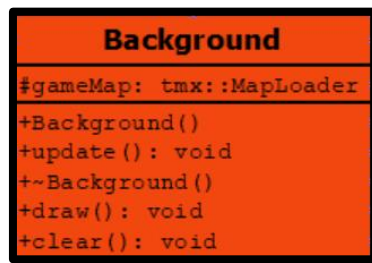 Background
#gameMap: tmx::MapLoader
+Background()
+update(): void
+~Background()
+draw(): void
+clear(): void